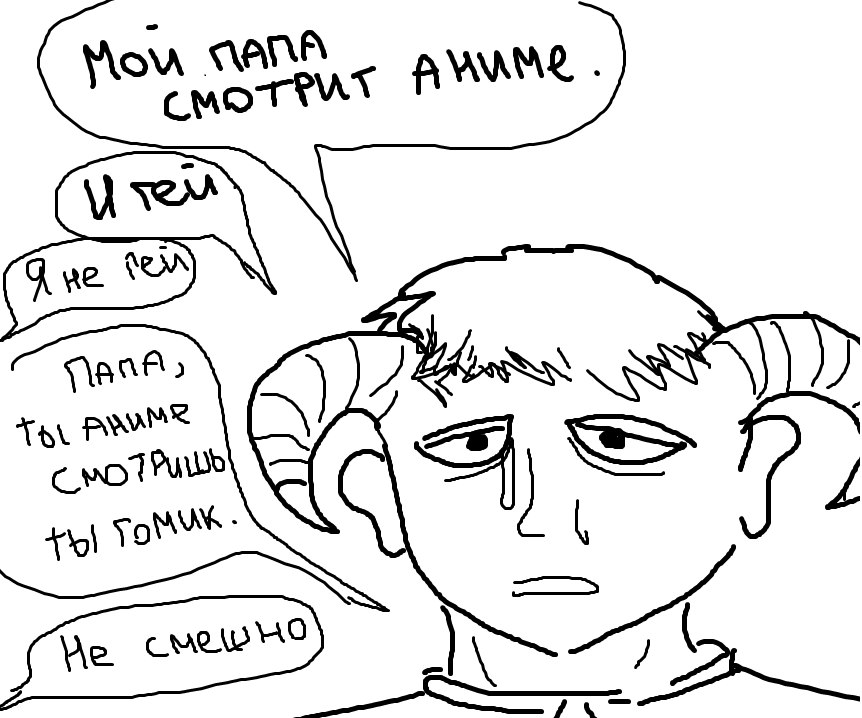 Мой папа
смотрит аниме.
И гей
Я не гей
Папа,
ты аниме
смотришь
ты гомик.
Не смешно